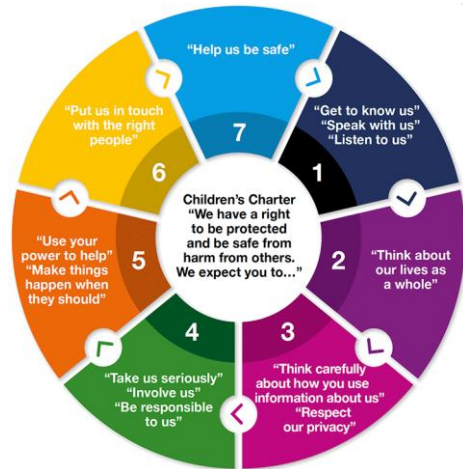 Children's Charter
"We have a right
to be protected
and be safe from
harm from others.
We expect you to..."
1
"Get to know us"
"Speak with us"
"Listen to us"
2
"Think about
our lives as
a whole"
3
"Think carefully
about how you use
information about us"
"Respect
our privacy"
4
"Take us seriously"
"Involve us"
"Be responsible
to us"
5
"Use your
power to help"
"Make things
happen when
they should"
6
"Put us in touch
with the right
people"
7
"Help us be safe"